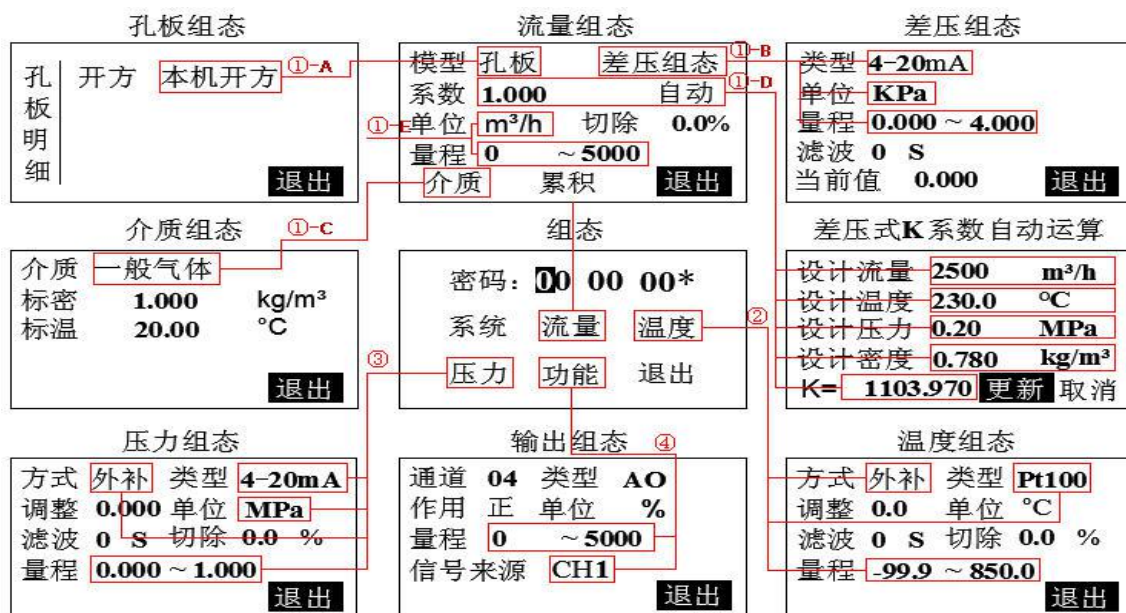 孔板组态
孔板明细
开方 本机开方
退出
①-A
流量组态
模型 孔板 差压组态
系数 1.000 自动
单位 m³/h 切除 0.0%
量程 0 ~ 5000
介质 累积 退出
①-B
①-D
①-E
差压组态
类型 4-20mA
单位 KPa
量程 0.000 ~ 4.000
滤波 0 S
当前值 0.000 退出
介质组态
①-C
介质 一般气体
标密 1.000 kg/m³
标温 20.00 °C
退出
组态
密码: 00 00 00*
系统 流量 温度
压力 功能 退出
②
③
④
差压式K系数自动运算
设计流量 2500 m³/h
设计温度 230.0 °C
设计压力 0.20 MPa
设计密度 0.780 kg/m³
K= 1103.970 更新 取消
压力组态
方式 外补 类型 4-20mA
调整 0.000 单位 MPa
滤波 0 S 切除 0.0 %
量程 0.000 ~ 1.000
退出
输出组态
通道 04 类型 AO
作用 正 单位 %
量程 0 ~ 5000
信号来源 CH1
退出
温度组态
方式 外补 类型 Pt100
调整 0.0 单位 °C
滤波 0 S 切除 0.0 %
量程 -99.9 ~ 850.0
退出